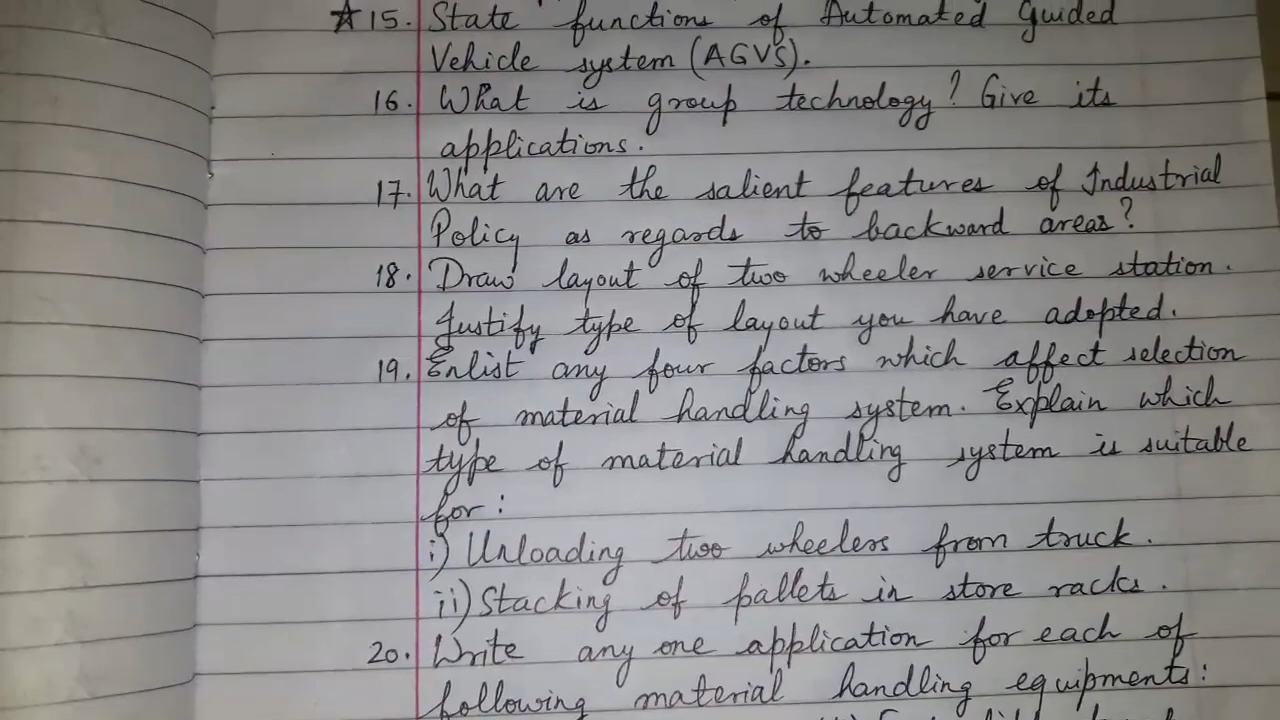 ☆15. State functions of Automated Guided
Vehicle system (AGVS).
16. What is group technology? Give its
applications.
17. What are the salient features of Industrial
Policy as regards to backward areas?
18. Draw layout of two wheeler service station.
Justify type of layout you have adopted.
19. Enlist any four factors which affect selection
of material handling system. Explain which
type of material handling system is suitable
for:
i) Unloading two wheelers from truck.
ii) Stacking of pallets in store racks.
20. Write any one application for each of
following material handling equipments: